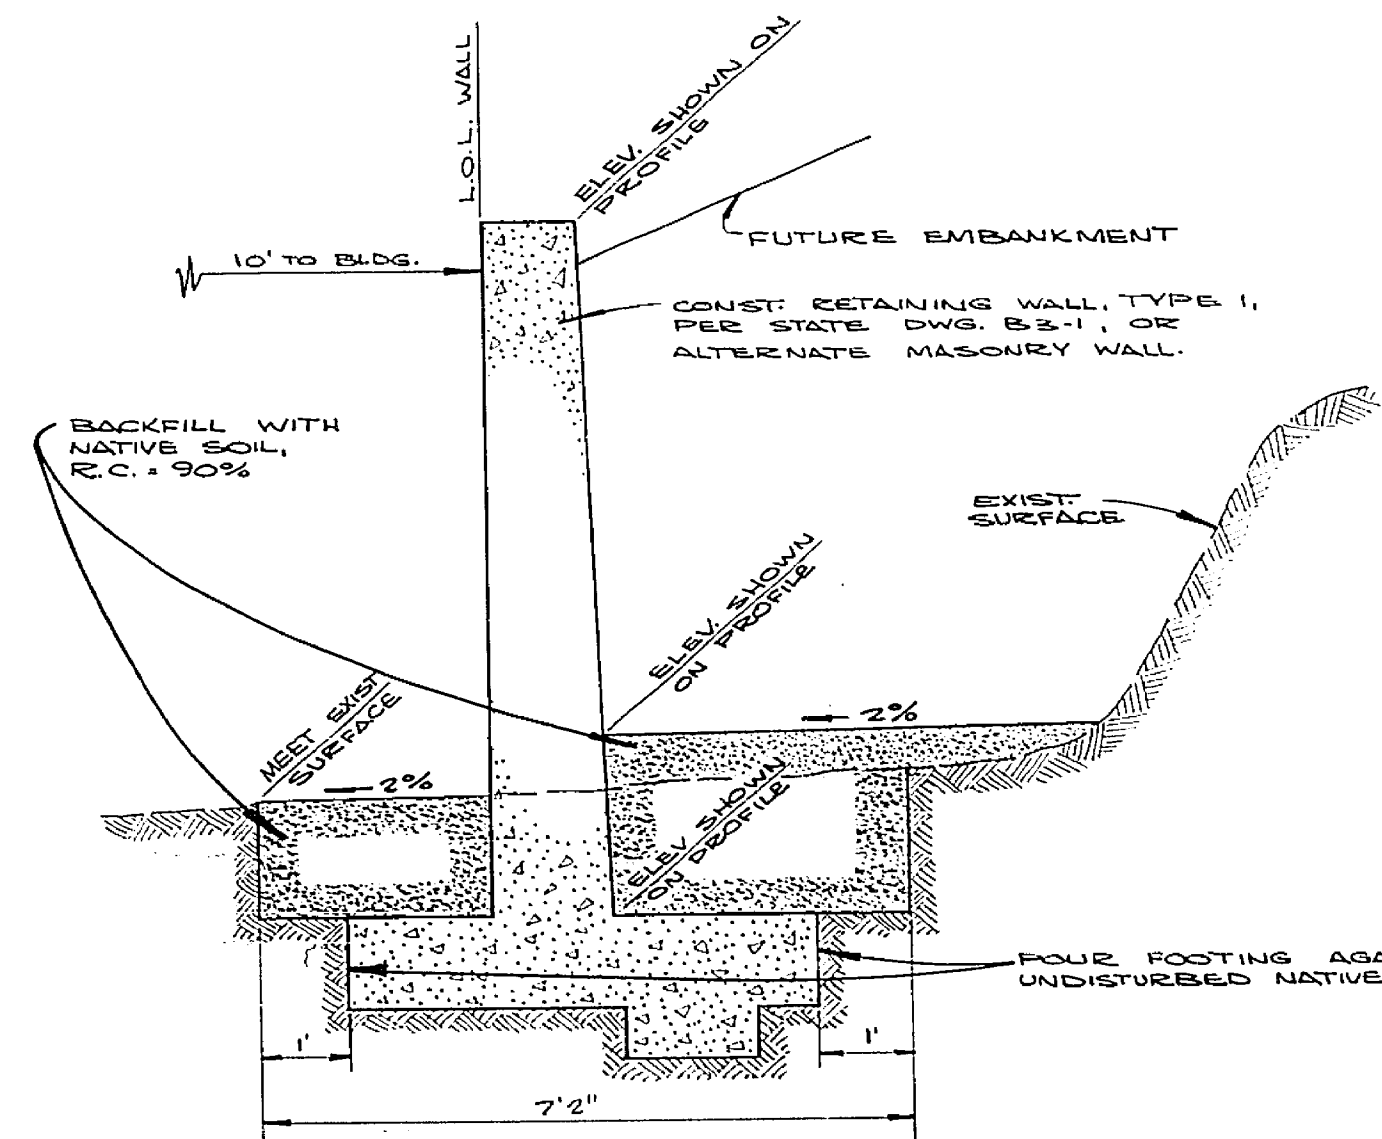 L.O.L. WALL
ELEV. SHOWN ON
PROFILE
10' TO BLDG.
FUTURE EMBANKMENT
CONST. RETAINING WALL, TYPE 1,
PER STATE DWG. B3-1, OR
ALTERNATE MASONRY WALL.
BACKFILL WITH
NATIVE SOIL,
R.C. = 90%
EXIST.
SURFACE
ELEV. SHOWN
ON PROFILE
MEET EXIST
SURFACE
2%
2%
ELEV SHOWN
ON PROFILE
POUR FOOTING AGA
UNDISTURBED NATIVE
1'
1'
7'2"